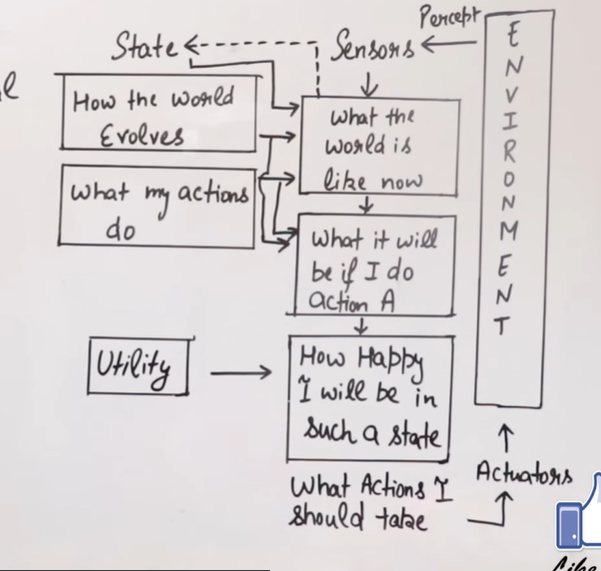 Percept
State
Sensors
How the World
Evolves
What the
world is
like now
What my actions
do
What it will
be if I do
action A
Utility
How Happy
I will be in
such a state
What Actions I
should take
Actuators
ENVIRONMENT